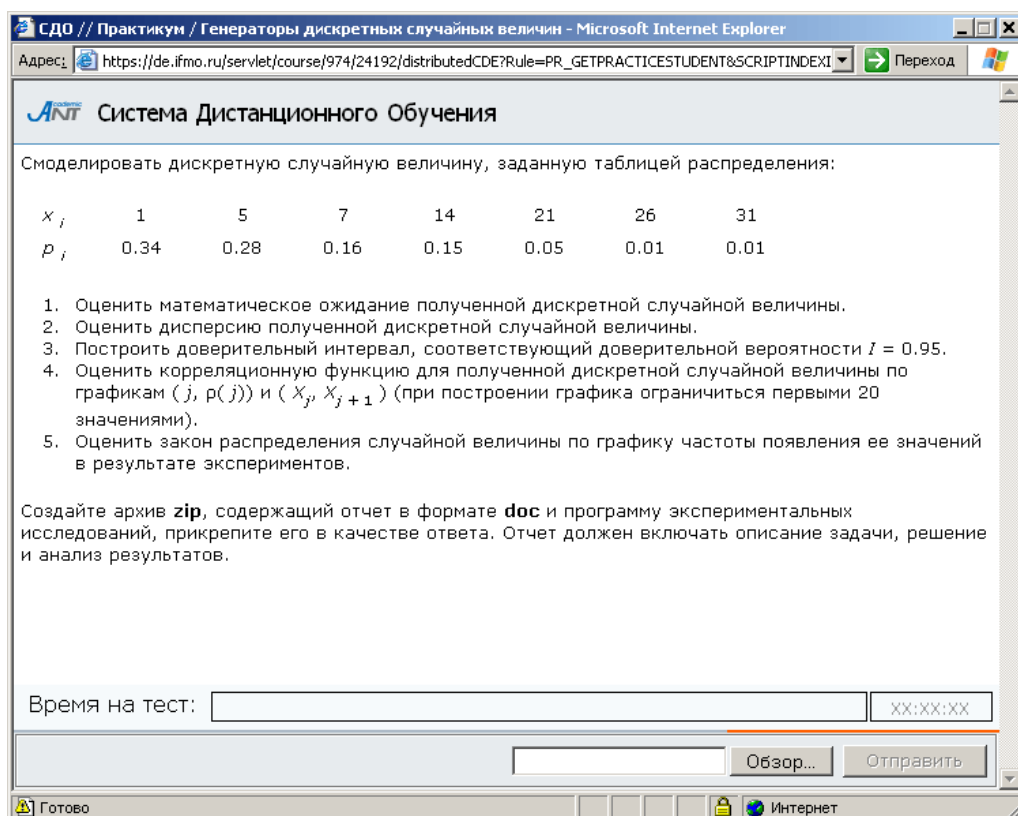 СДО // Практикум / Генераторы дискретных случайных величин - Microsoft Internet Explorer
Адрес: https://de.ifmo.ru/servlet/course/974/24192/distributedCDE?Rule=PR_GETPRACTICESTUDENT&SCRIPTINDEXI Переход
Academic ANT Система Дистанционного Обучения
Смоделировать дискретную случайную величину, заданную таблицей распределения:
x j 1 5 7 14 21 26 31
p j 0.34 0.28 0.16 0.15 0.05 0.01 0.01
1. Оценить математическое ожидание полученной дискретной случайной величины.
2. Оценить дисперсию полученной дискретной случайной величины.
3. Построить доверительный интервал, соответствующий доверительной вероятности I = 0.95.
4. Оценить корреляционную функцию для полученной дискретной случайной величины по
графикам ( j, ρ( j)) и ( X j, X j + 1 ) (при построении графика ограничиться первыми 20
значениями).
5. Оценить закон распределения случайной величины по графику частоты появления ее значений
в результате экспериментов.
Создайте архив zip, содержащий отчет в формате doc и программу экспериментальных
исследований, прикрепите его в качестве ответа. Отчет должен включать описание задачи, решение
и анализ результатов.
Время на тест: XX:XX:XX
Обзор... Отправить
Готово Интернет